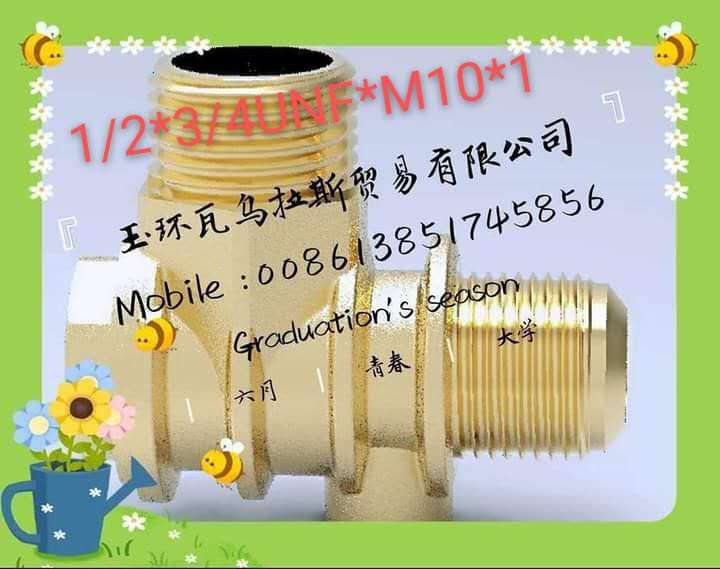 1/2*3/4UNF*M10*1
『 』
玉环瓦乌拉斯贸易有限公司
Mobile :008613851745856
Graduation's season
六月 | 青春 | 大学